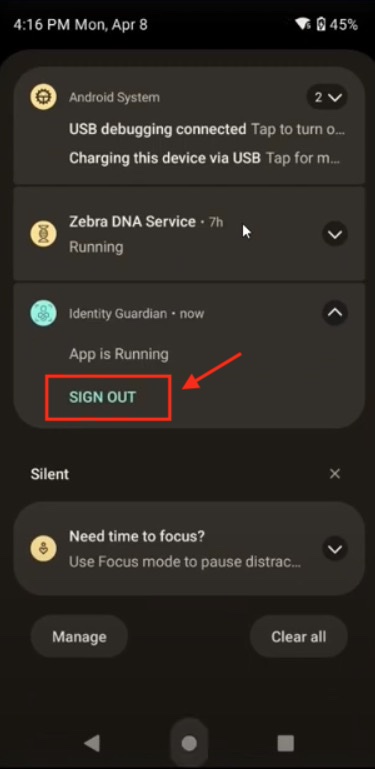 4:16 PM Mon, Apr 8 45%
Android System 2
USB debugging connected Tap to turn o...
Charging this device via USB Tap for m...
Zebra DNA Service • 7h
Running
Identity Guardian • now
App is Running
SIGN OUT
Silent
Need time to focus?
Use Focus mode to pause distrac...
Manage Clear all